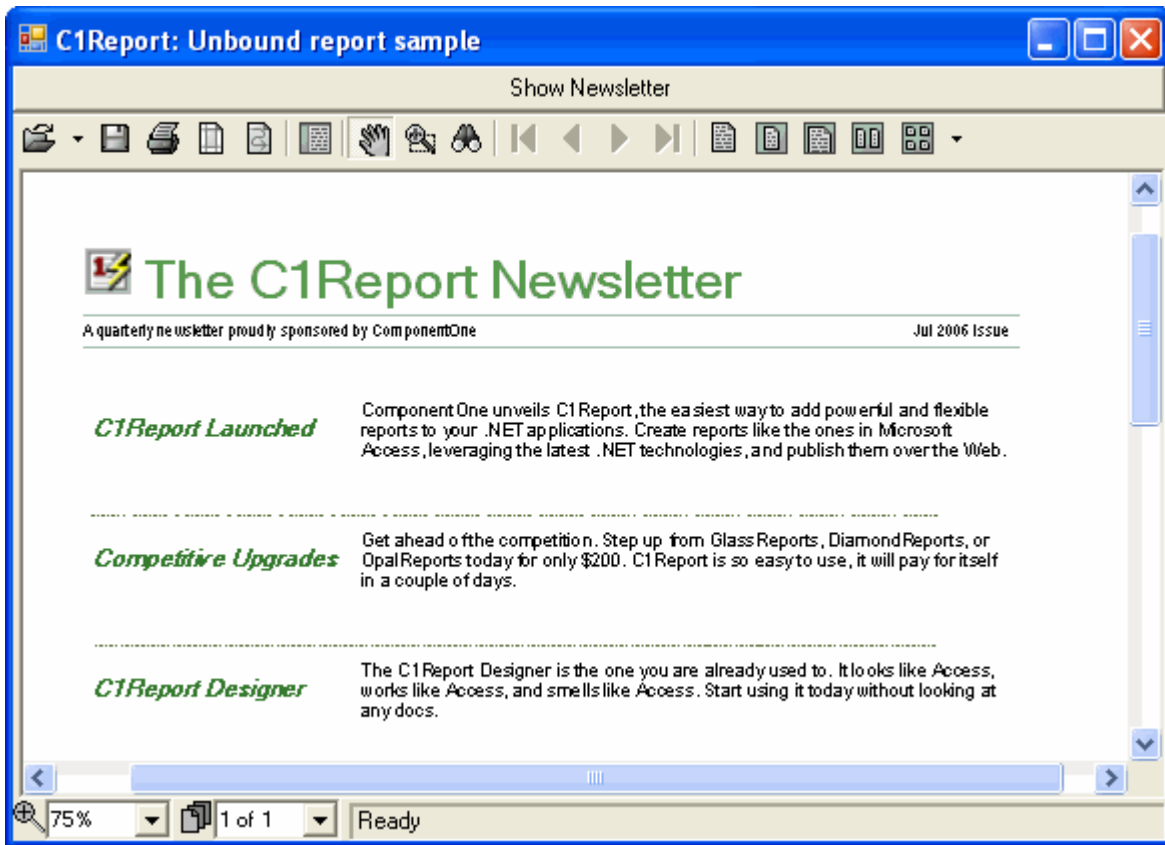 C1Report: Unbound report sample
Show Newsletter
The C1Report Newsletter
A quarterly newsletter proudly sponsored by ComponentOne
Jul 2006 Issue
C1Report Launched
ComponentOne unveils C1Report, the easiest way to add powerful and flexible
reports to your .NET applications. Create reports like the ones in Microsoft
Access, leveraging the latest .NET technologies, and publish them over the Web.
Competitive Upgrades
Get ahead of the competition. Step up from GlassReports, DiamondReports, or
OpalReports today for only $200. C1Report is so easy to use, it will pay for itself
in a couple of days.
C1Report Designer
The C1Report Designer is the one you are already used to. It looks like Access,
works like Access, and smells like Access. Start using it today without looking at
any docs.
75%
1 of 1
Ready